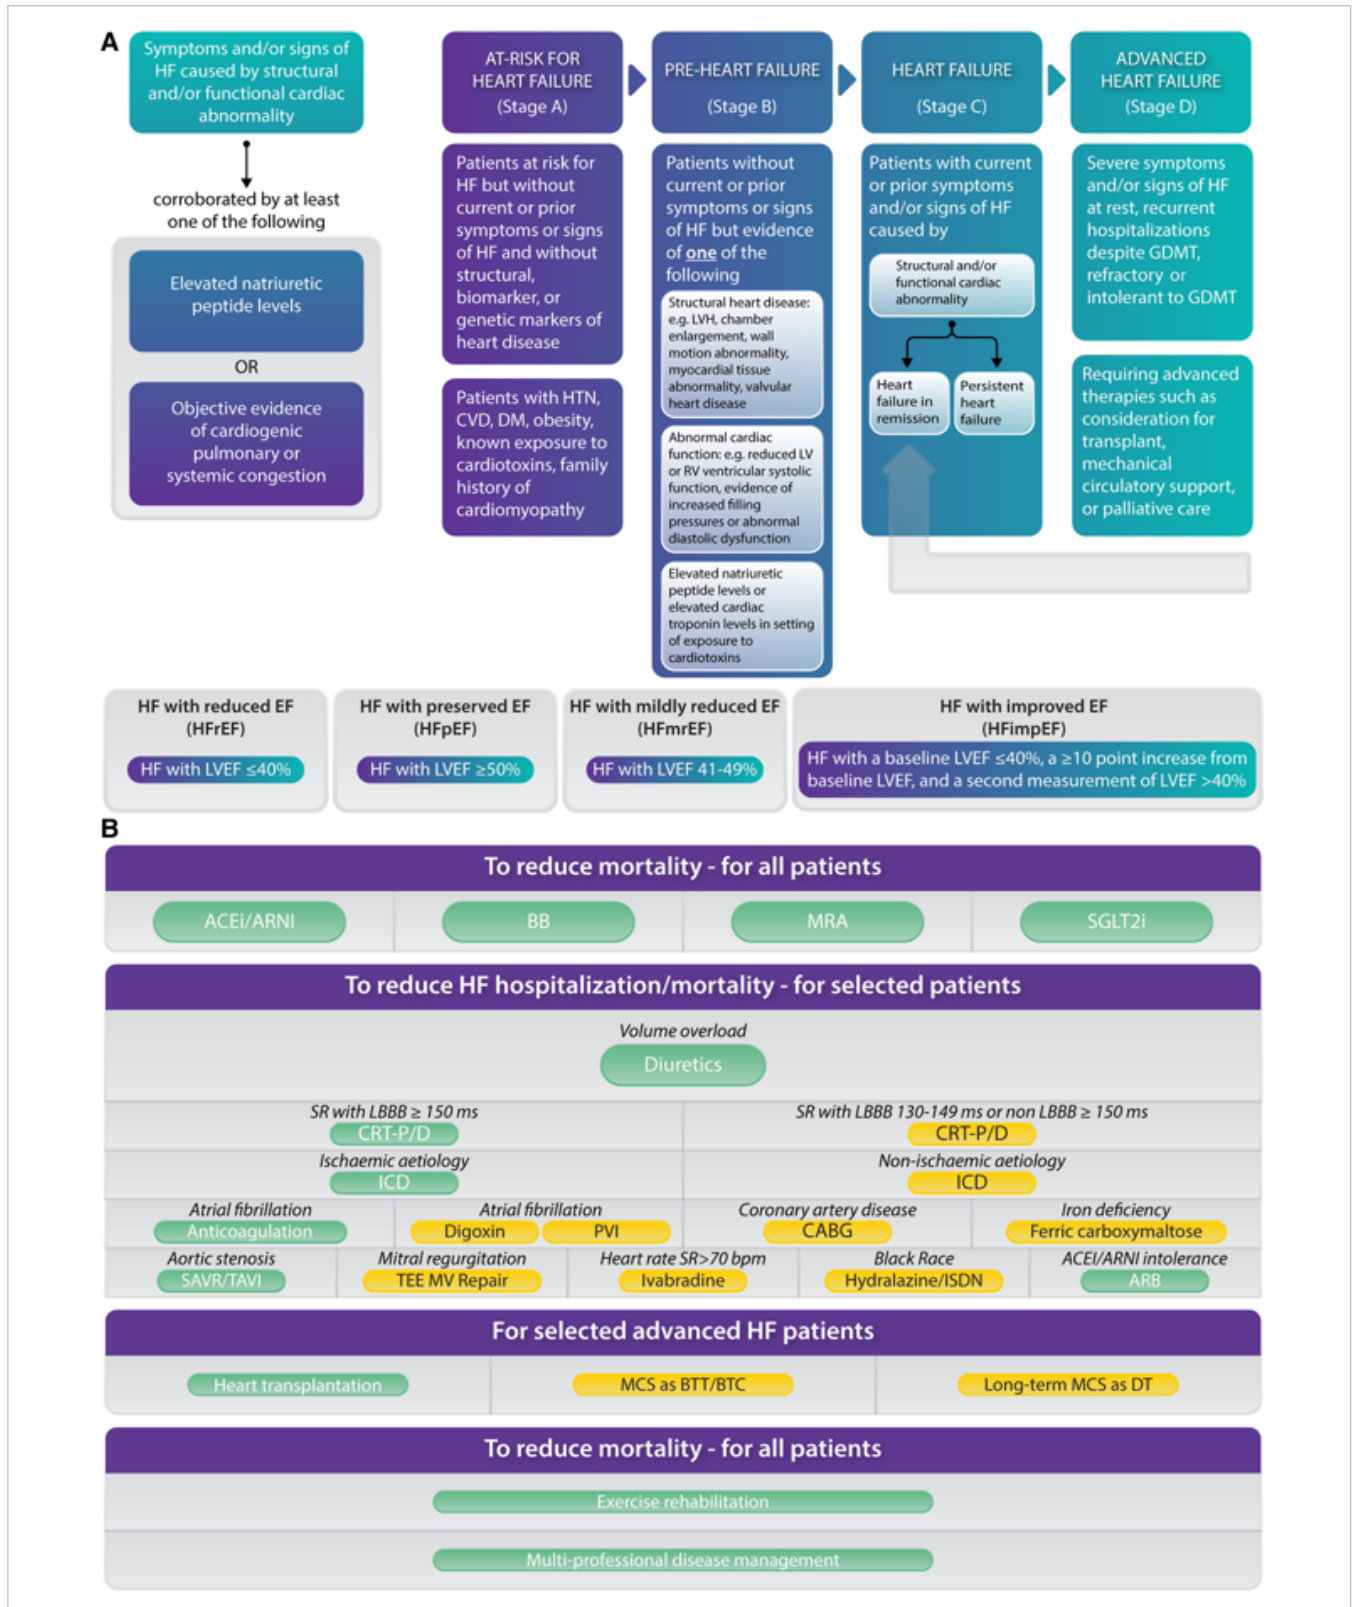 A
Symptoms and/or signs of
HF caused by structural
and/or functional cardiac
abnormality
corroborated by at least
one of the following
Elevated natriuretic
peptide levels
OR
Objective evidence
of cardiogenic
pulmonary or
systemic congestion
AT-RISK FOR
HEART FAILURE
(Stage A)
Patients at risk for
HF but without
current or prior
symptoms or signs
of HF and without
structural,
biomarker, or
genetic markers of
heart disease
Patients with HTN,
CVD, DM, obesity,
known exposure to
cardiotoxins, family
history of
cardiomyopathy
PRE-HEART FAILURE
(Stage B)
Patients without
current or prior
symptoms or signs
of HF but evidence
of one of the
following
Structural heart disease:
e.g. LVH, chamber
enlargement, wall
motion abnormality,
myocardial tissue
abnormality, valvular
heart disease
Abnormal cardiac
function: e.g. reduced LV
or RV ventricular systolic
function, evidence of
increased filling
pressures or abnormal
diastolic dysfunction
Elevated natriuretic
peptide levels or
elevated cardiac
troponin levels in setting
of exposure to
cardiotoxins
HEART FAILURE
(Stage C)
Patients with current
or prior symptoms
and/or signs of HF
caused by
Structural and/or
functional cardiac
abnormality
Heart
failure in
remission
Persistent
heart
failure
ADVANCED
HEART FAILURE
(Stage D)
Severe symptoms
and/or signs of HF
at rest, recurrent
hospitalizations
despite GDMT,
refractory or
intolerant to GDMT
Requiring advanced
therapies such as
consideration for
transplant,
mechanical
circulatory support,
or palliative care
HF with reduced EF
(HFrEF)
HF with LVEF ≤40%
HF with preserved EF
(HFpEF)
HF with LVEF ≥50%
HF with mildly reduced EF
(HFmrEF)
HF with LVEF 41-49%
HF with improved EF
(HFimpEF)
HF with a baseline LVEF ≤40%, a ≥10 point increase from
baseline LVEF, and a second measurement of LVEF >40%
B
To reduce mortality - for all patients
ACEi/ARNI
BB
MRA
SGLT2i
To reduce HF hospitalization/mortality - for selected patients
Volume overload
Diuretics
SR with LBBB ≥ 150 ms
CRT-P/D
SR with LBBB 130-149 ms or non LBBB ≥ 150 ms
CRT-P/D
Ischaemic aetiology
ICD
Non-ischaemic aetiology
ICD
Atrial fibrillation
Anticoagulation
Atrial fibrillation
Digoxin
PVI
Coronary artery disease
CABG
Iron deficiency
Ferric carboxymaltose
Aortic stenosis
SAVR/TAVI
Mitral regurgitation
TEE MV Repair
Heart rate SR>70 bpm
Ivabradine
Black Race
Hydralazine/ISDN
ACEI/ARNI intolerance
ARB
For selected advanced HF patients
Heart transplantation
MCS as BTT/BTC
Long-term MCS as DT
To reduce mortality - for all patients
Exercise rehabilitation
Multi-professional disease management